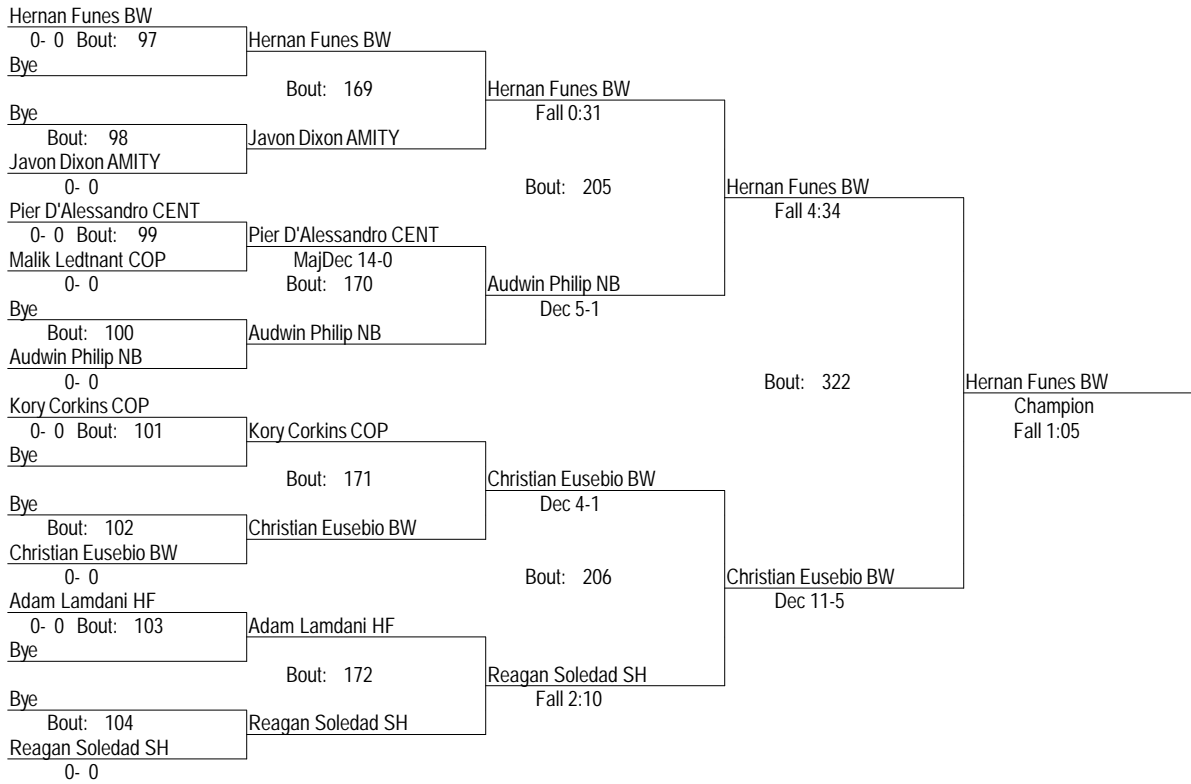 Hernan Funes BW
0- 0 Bout: 97
Hernan Funes BW
Bye
Bout: 169
Hernan Funes BW
Bye
Fall 0:31
Bout: 98
Javon Dixon AMITY
Javon Dixon AMITY
0- 0
Bout: 205
Hernan Funes BW
Pier D'Alessandro CENT
Fall 4:34
0- 0 Bout: 99
Pier D'Alessandro CENT
Malik Ledtnant COP
MajDec 14-0
0- 0
Bout: 170
Audwin Philip NB
Bye
Dec 5-1
Bout: 100
Audwin Philip NB
Audwin Philip NB
0- 0
Bout: 322
Hernan Funes BW
Kory Corkins COP
Champion
0- 0 Bout: 101
Kory Corkins COP
Fall 1:05
Bye
Bout: 171
Christian Eusebio BW
Bye
Dec 4-1
Bout: 102
Christian Eusebio BW
Christian Eusebio BW
0- 0
Bout: 206
Christian Eusebio BW
Adam Lamdani HF
Dec 11-5
0- 0 Bout: 103
Adam Lamdani HF
Bye
Bout: 172
Reagan Soledad SH
Bye
Fall 2:10
Bout: 104
Reagan Soledad SH
Reagan Soledad SH
0- 0